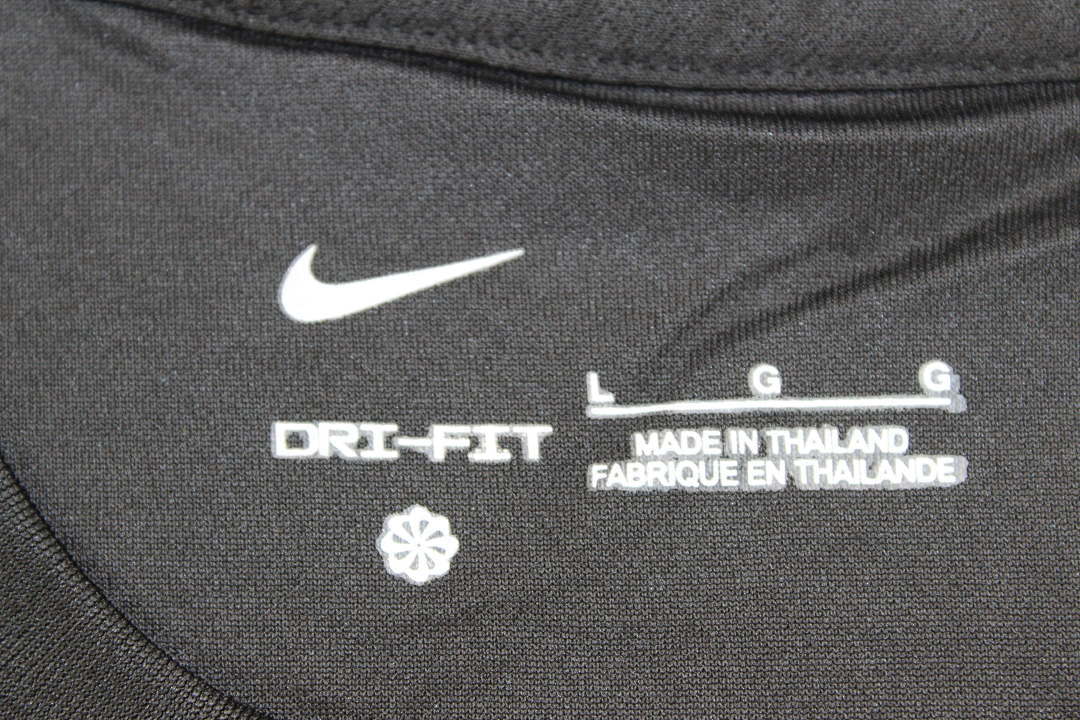 L G G
DRI-FIT
MADE IN THAILAND
FABRIQUE EN THAILANDE